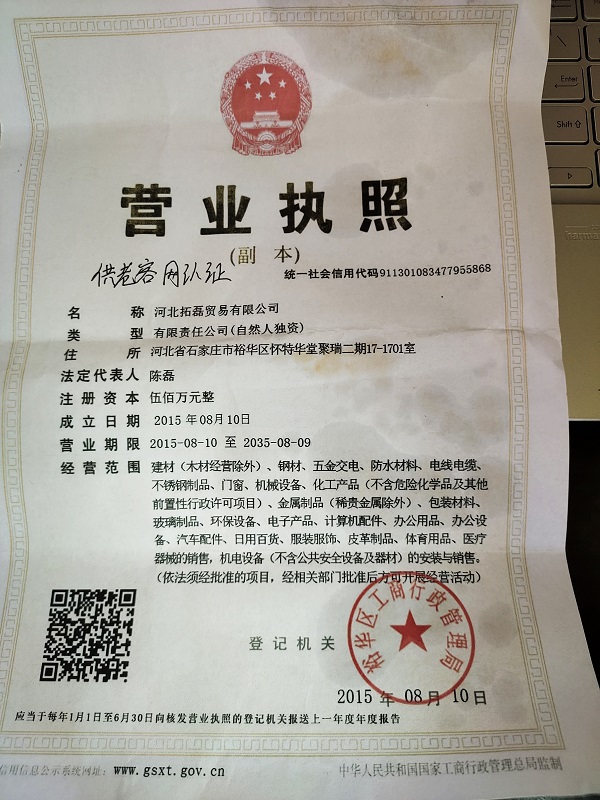 Enter
Shift
营业执照
(副 本)
供卷客网认证
统一社会信用代码911301083477955868
名 称 河北拓磊贸易有限公司
类 型 有限责任公司(自然人独资)
住 所 河北省石家庄市裕华区怀特华堂聚瑞二期17-1701室
法定代表人 陈磊
注册资本 伍佰万元整
成立日期 2015年08月10日
营业期限 2015-08-10 至 2035-08-09
经营范围 建材(木材经营除外)、钢材、五金交电、防水材料、电线电缆、
不锈钢制品、门窗、机械设备、化工产品(不含危险化学品及其他
前置性行政许可项目)、金属制品(稀贵金属除外)、包装材料、
玻璃制品、环保设备、电子产品、计算机配件、办公用品、办公设
备、汽车配件、日用百货、服装服饰、皮革制品、体育用品、医疗
器械的销售,机电设备(不含公共安全设备及器材)的安装与销售。
(依法须经批准的项目,经相关部门批准后方可开展经营活动)
登记机关
裕华区工商行政管理局
2015 年 08 月 10 日
应当于每年1月1日至6月30日向核发营业执照的登记机关报送上一年度年度报告
信用信息公示系统网址: www.gsxt.gov.cn
中华人民共和国国家工商行政管理总局监制